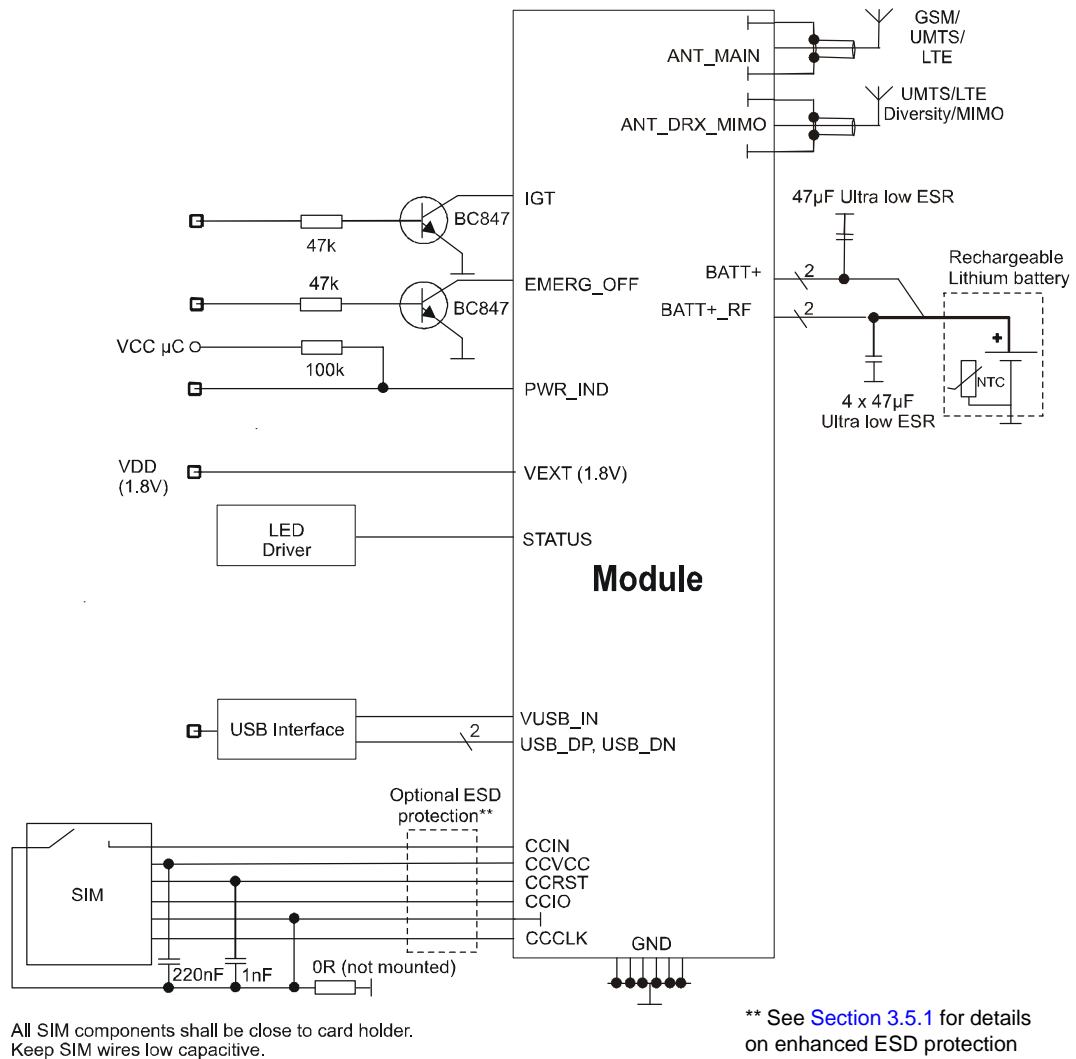 GSM/
UMTS/
LTE
ANT_MAIN
UMTS/LTE
Diversity/MIMO
ANT_DRX_MIMO
IGT
BC847
47k
47µF Ultra low ESR
Rechargeable
Lithium battery
BATT+
2
47k
EMERG_OFF
BC847
BATT+_RF
2
+
VCC µC
100k
NTC
PWR_IND
4 x 47µF
Ultra low ESR
VDD
(1.8V)
VEXT (1.8V)
LED
Driver
STATUS
Module
USB Interface
VUSB_IN
2
USB_DP, USB_DN
Optional ESD
protection**
SIM
CCIN
CCVCC
CCRST
CCIO
CCCLK
GND
220nF
1nF
0R (not mounted)
All SIM components shall be close to card holder.
Keep SIM wires low capacitive.
** See Section 3.5.1 for details
on enhanced ESD protection